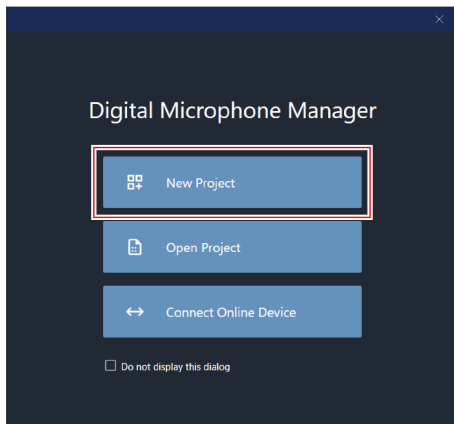 Digital Microphone Manager
New Project
Open Project
Connect Online Device
Do not display this dialog